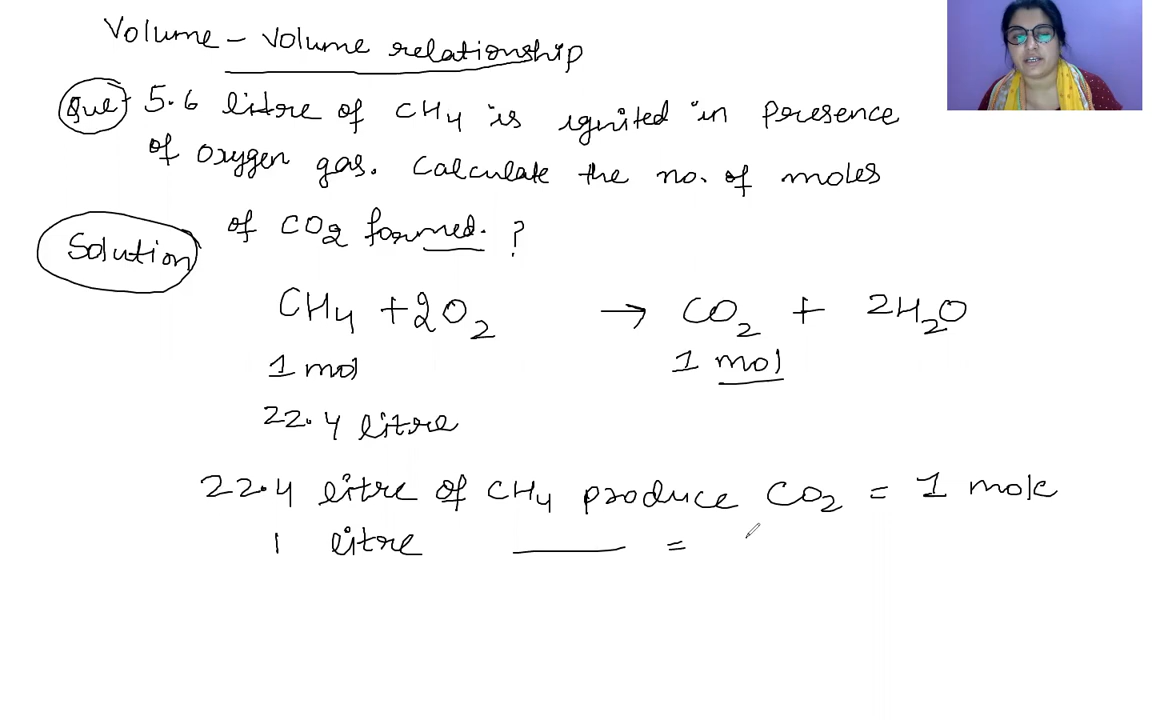 Volume - Volume relationship
Que 5.6 litre of CH4 is ignited in presence
of oxygen gas. Calculate the no. of moles
of CO2 formed. ?
Solution
CH4 + 2O2 → CO2 + 2H2O
1 mol 1 mol
22.4 litre
22.4 litre of CH4 produce CO2 = 1 mole
1 litre —— =